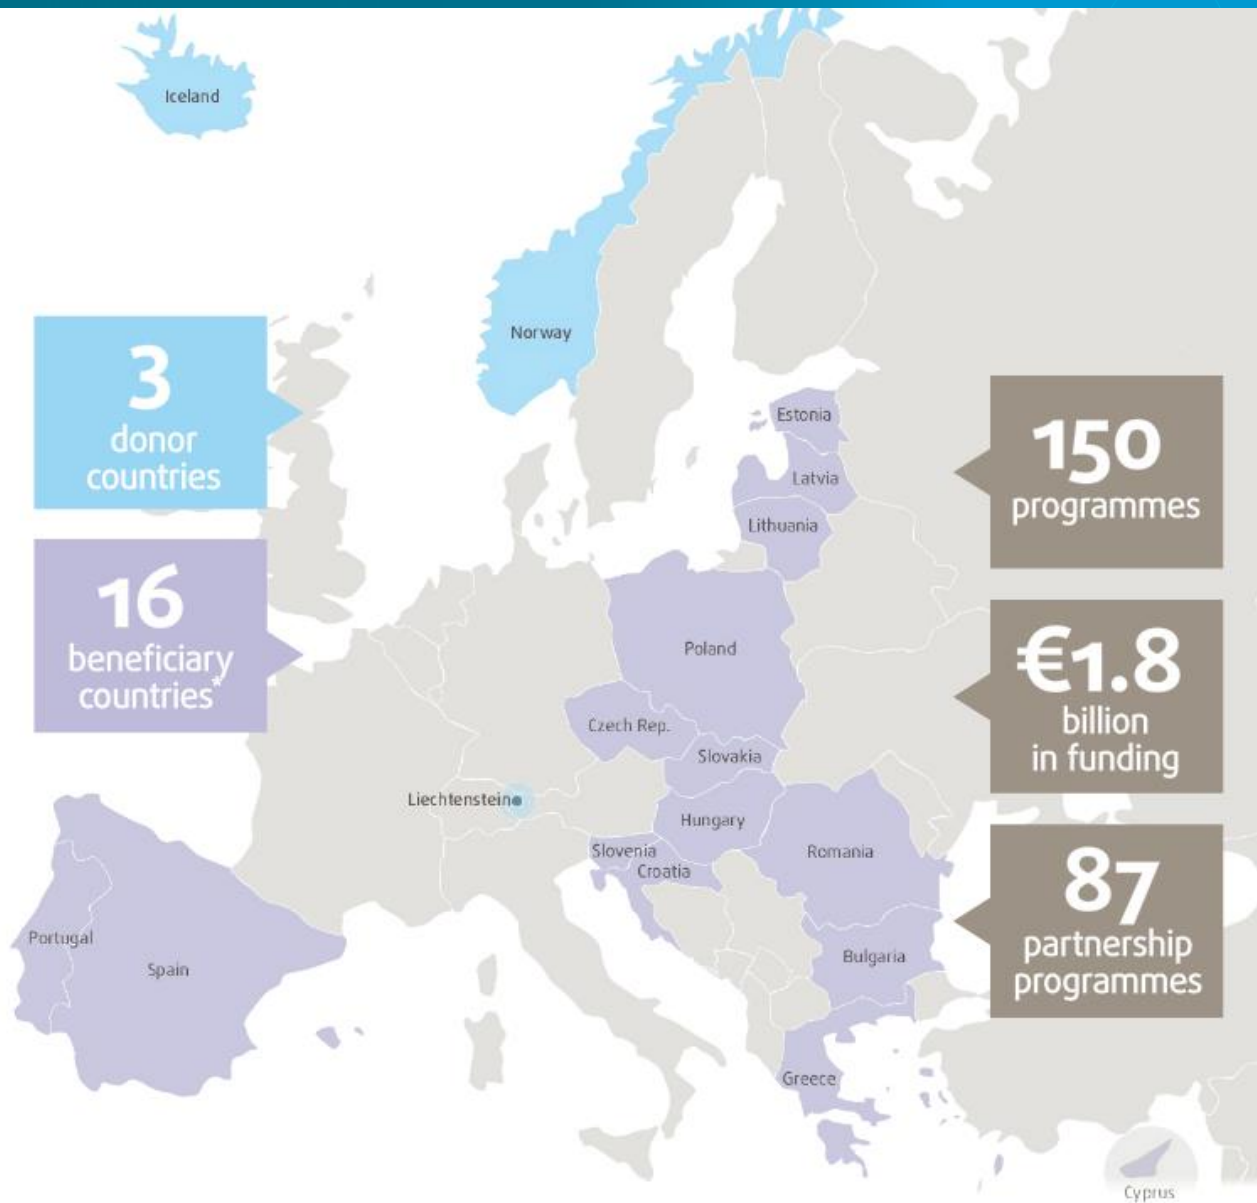 Iceland
Norway
3
donor
countries
Estonia
150
programmes
Latvia
Lithuania
16
beneficiary
countries*
Poland
€1.8
billion
in funding
Czech Rep.
Slovakia
Liechtenstein
Hungary
Slovenia
Romania
Croatia
87
partnership
programmes
Portugal
Spain
Bulgaria
Greece
Cyprus